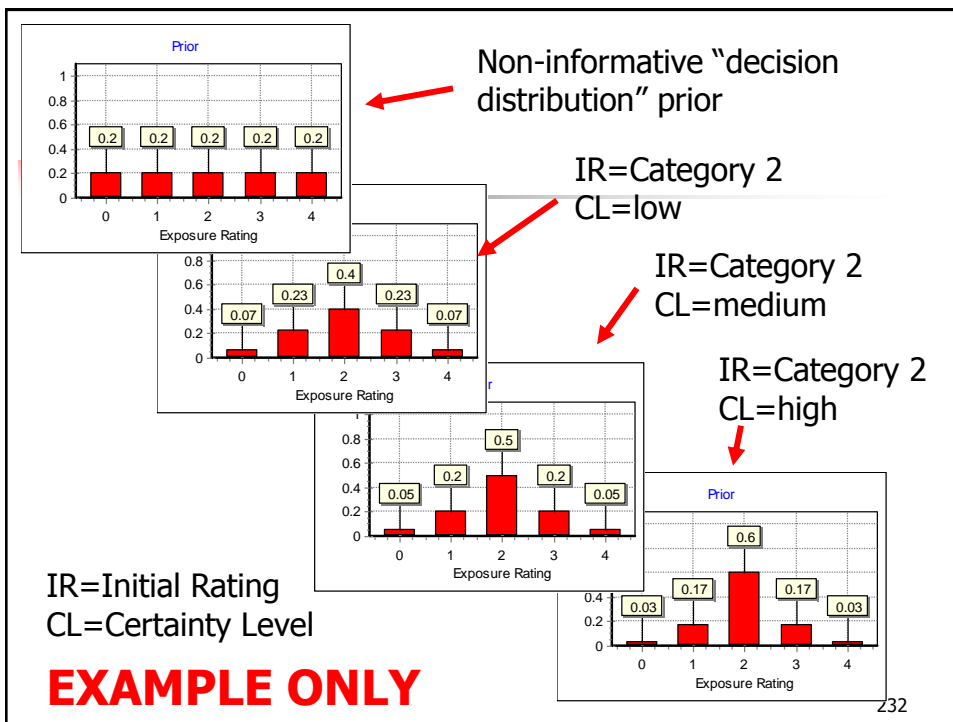 Prior
1
0.8
0.6
0.4
0.2
0
0.2 0.2 0.2 0.2 0.2
0 1 2 3 4
Exposure Rating
Non-informative “decision
distribution” prior
IR=Category 2
CL=low
0.8
0.6
0.4
0.2
0
0.07 0.23 0.4 0.23 0.07
0 1 2 3 4
Exposure Rating
IR=Category 2
CL=medium
0.8
0.6
0.4
0.2
0
0.05 0.2 0.5 0.2 0.05
0 1 2 3 4
Exposure Rating
IR=Category 2
CL=high
Prior
0.4
0.2
0
0.03 0.17 0.6 0.17 0.03
0 1 2 3 4
Exposure Rating
IR=Initial Rating
CL=Certainty Level
EXAMPLE ONLY
232